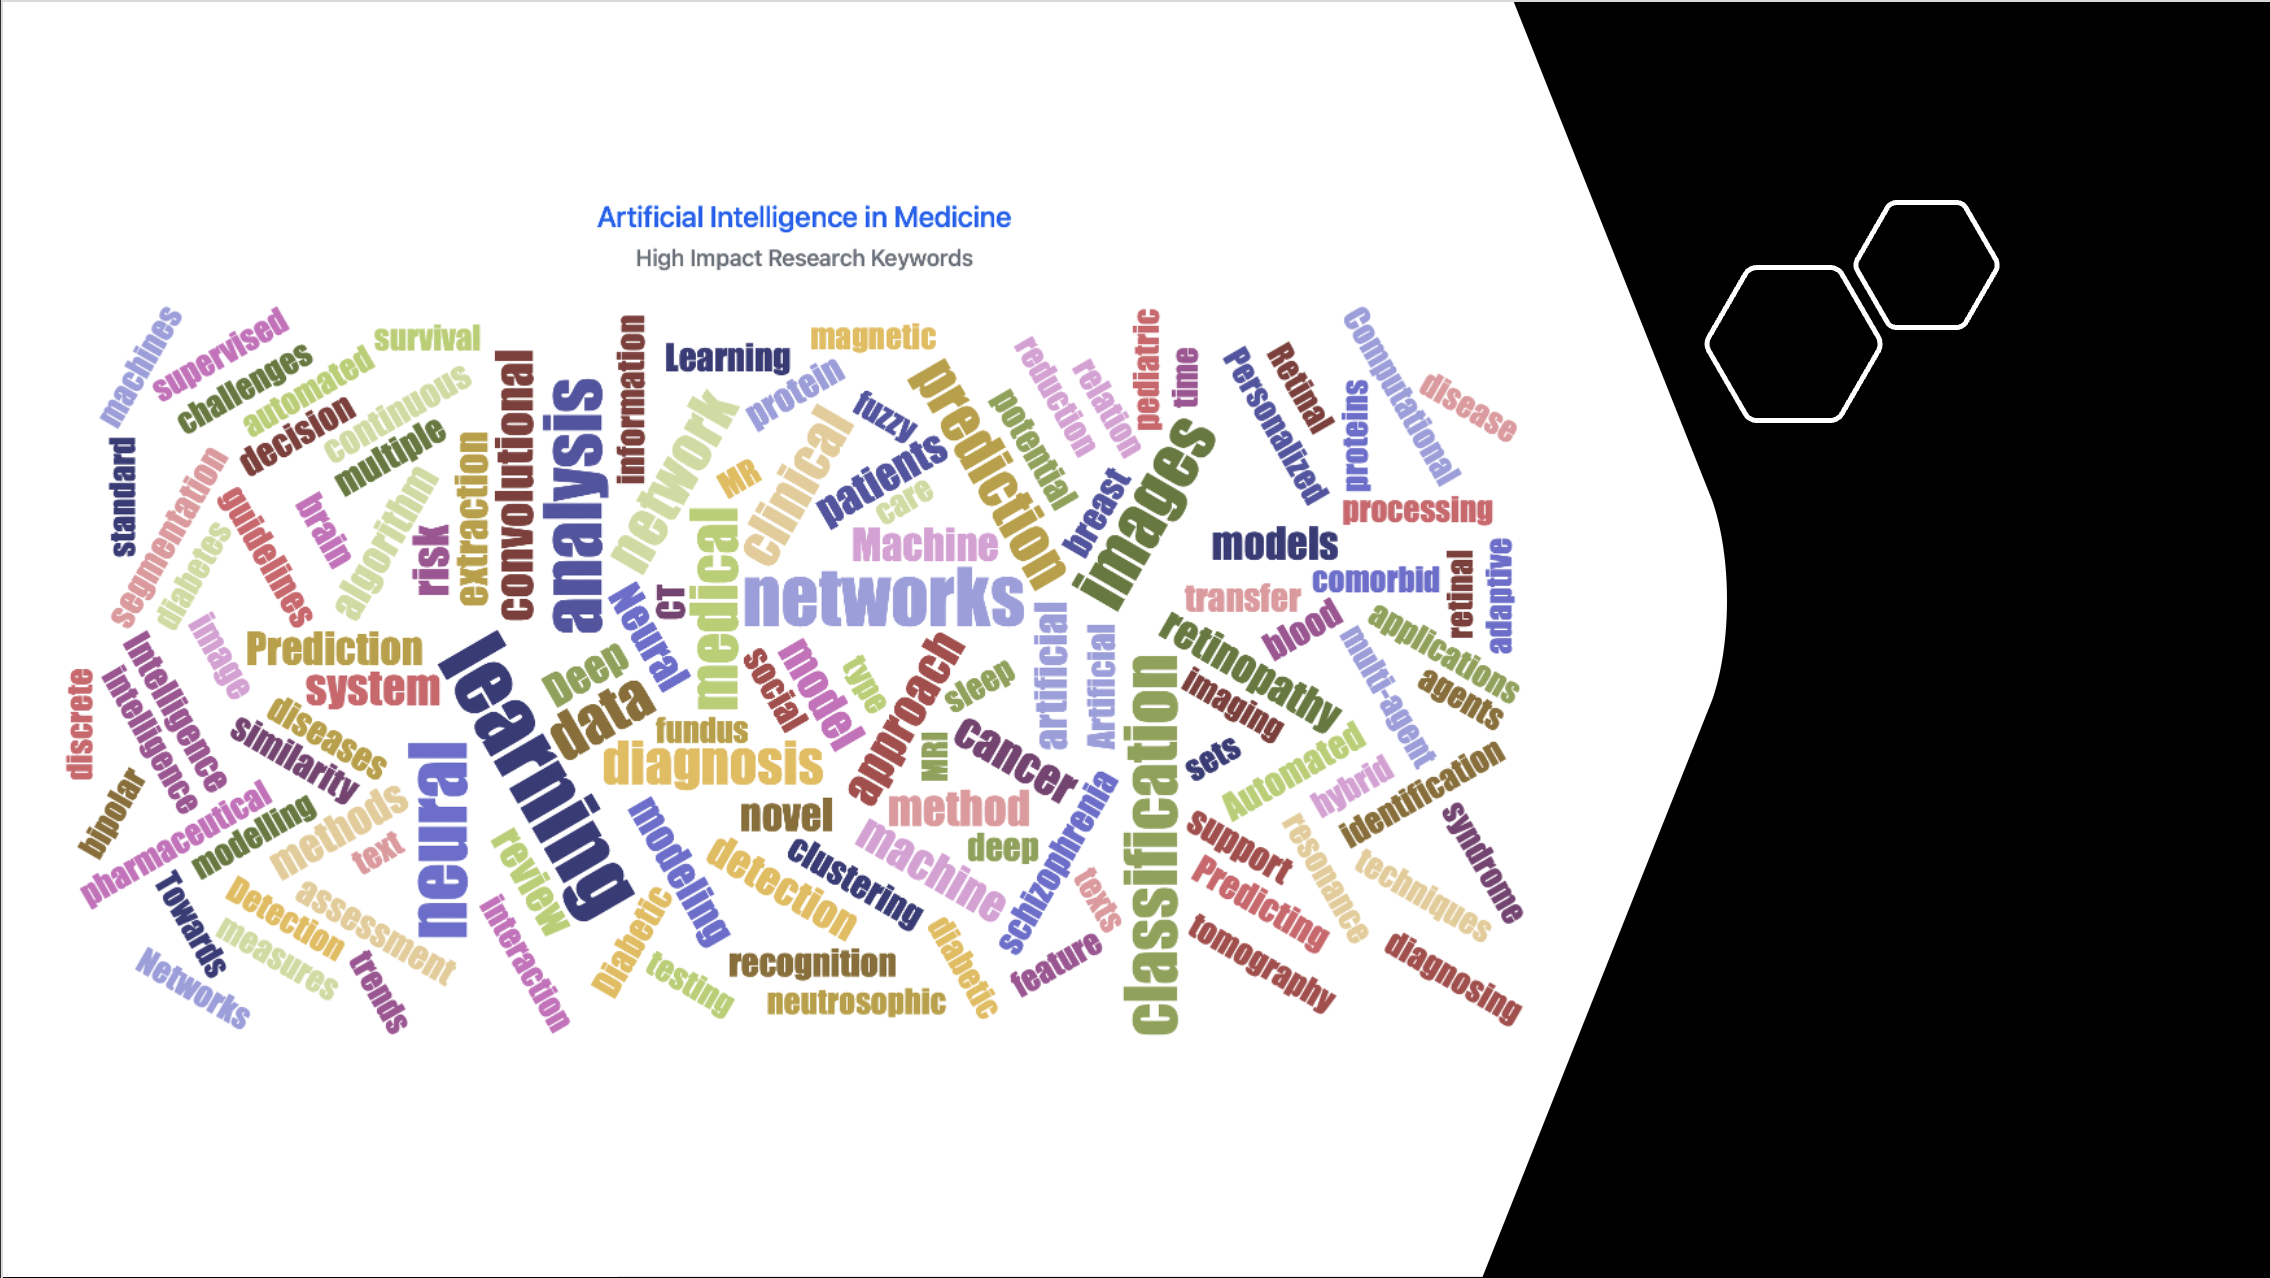 Artificial Intelligence in Medicine
High Impact Research Keywords
machines
supervised
challenges
automated
survival
decision
continuous
multiple
standard
segmentation
diabetes
guidelines
brain
algorithm
risk
extraction
convolutional
analysis
information
Learning
magnetic
protein
network
MR
clinical
fuzzy
patients
care
prediction
potential
reduction
relation
pediatric
time
breast
images
Personalized
Retinal
proteins
Computational
disease
processing
models
comorbid
retinal
adaptive
transfer
Machine
networks
medical
CT
Neural
image
Prediction
system
learning
Deep
data
social
model
type
approach
sleep
artificial
Artificial
classification
retinopathy
blood
imaging
multi-agent
applications
agents
discrete
Intelligence
intelligence
diseases
similarity
neural
fundus
diagnosis
MRI
cancer
sets
Automated
hybrid
identification
bipolar
pharmaceutical
modelling
methods
text
novel
method
deep
schizophrenia
support
resonance
techniques
syndrome
Towards
Detection
assessment
measures
Networks
trends
review
interaction
modeling
Diabetic
testing
detection
clustering
machine
recognition
neutrosophic
diabetic
feature
texts
Predicting
tomography
diagnosing